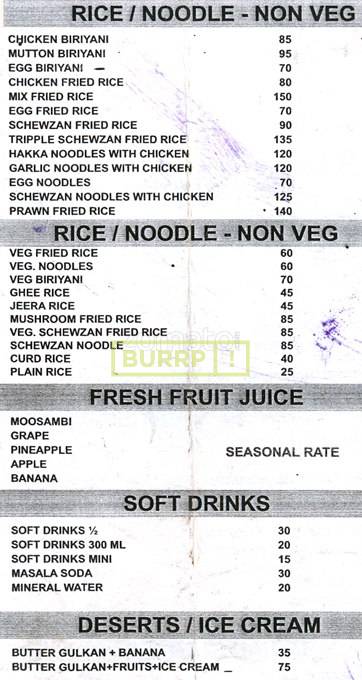 RICE / NOODLE - NON VEG
CHICKEN BIRIYANI 85
MUTTON BIRIYANI 95
EGG BIRIYANI 70
CHICKEN FRIED RICE 80
MIX FRIED RICE 150
EGG FRIED RICE 70
SCHEWZAN FRIED RICE 90
TRIPPLE SCHEWZAN FRIED RICE 135
HAKKA NOODLES WITH CHICKEN 120
GARLIC NOODLES WITH CHICKEN 120
EGG NOODLES 70
SCHEWZAN NOODLES WITH CHICKEN 125
PRAWN FRIED RICE 140
RICE / NOODLE - NON VEG
VEG FRIED RICE 60
VEG. NOODLES 60
VEG BIRIYANI 70
GHEE RICE 45
JEERA RICE 45
MUSHROOM FRIED RICE 85
VEG. SCHEWZAN FRIED RICE 85
SCHEWZAN NOODLE 85
CURD RICE 40
PLAIN RICE 25
zomato
BURRP !
FRESH FRUIT JUICE
MOOSAMBI
GRAPE
PINEAPPLE SEASONAL RATE
APPLE
BANANA
SOFT DRINKS
SOFT DRINKS ½ 30
SOFT DRINKS 300 ML 20
SOFT DRINKS MINI 15
MASALA SODA 30
MINERAL WATER 20
DESERTS / ICE CREAM
BUTTER GULKAN + BANANA 35
BUTTER GULKAN+FRUITS+ICE CREAM 75